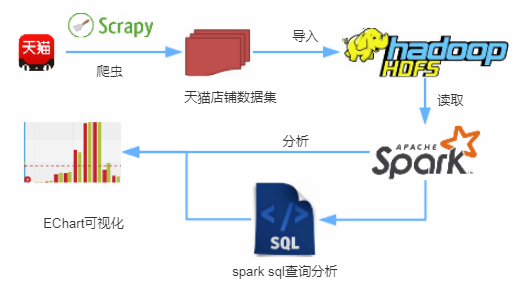 Scrapy
天猫
爬虫
天猫店铺数据集
导入
hadoop
HDFS
读取
分析
APACHE
Spark
EChart可视化
SQL
spark sql查询分析